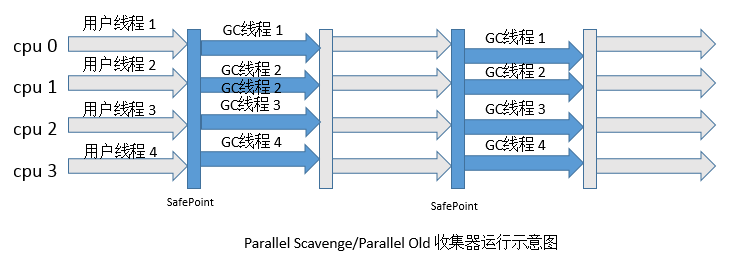 用户线程 1
GC线程 1
GC线程 1
cpu 0
用户线程 2
GC线程 2
GC线程 2
GC线程 2
cpu 1
用户线程 3
GC线程 3
GC线程 3
cpu 2
用户线程 4
GC线程 4
GC线程 4
cpu 3
SafePoint
SafePoint
Parallel Scavenge/Parallel Old 收集器运行示意图